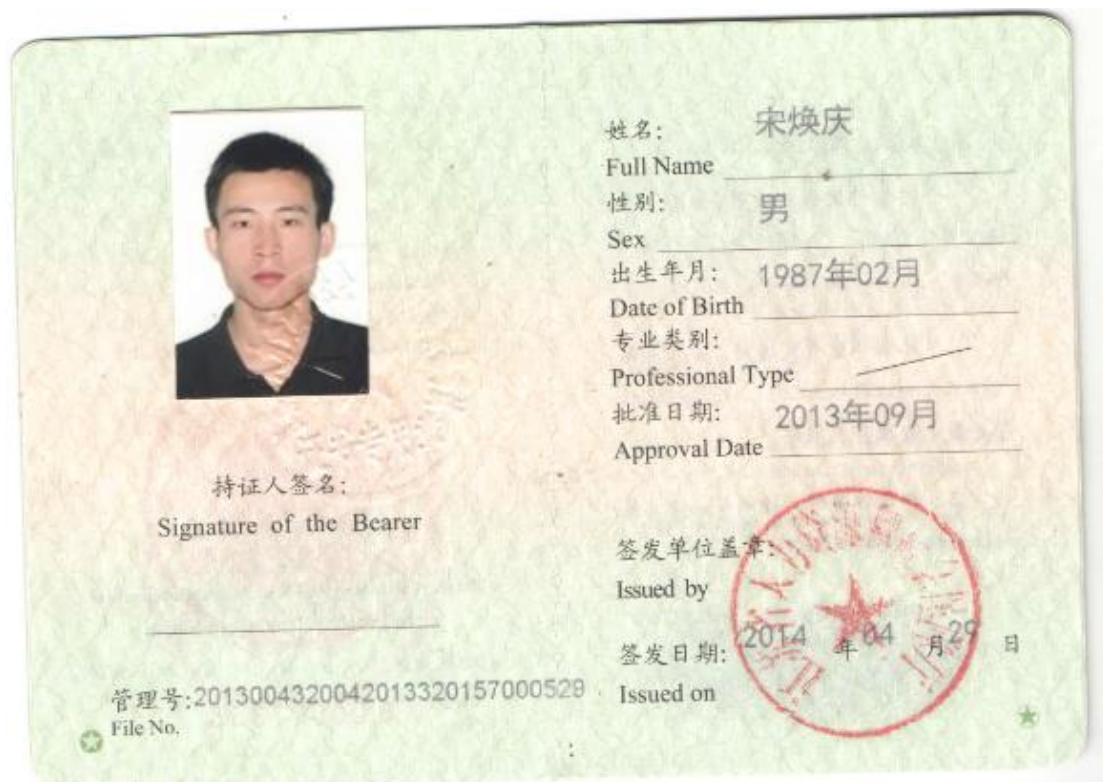 持证人签名:
Signature of the Bearer
管理号:2013004320042013320157000529
File No.
姓名: 宋焕庆
Full Name
性别: 男
Sex
出生年月: 1987年02月
Date of Birth
专业类别:
Professional Type
批准日期: 2013年09月
Approval Date
签发单位盖章:
Issued by
签发日期: 2014 年 04 月 29 日
Issued on